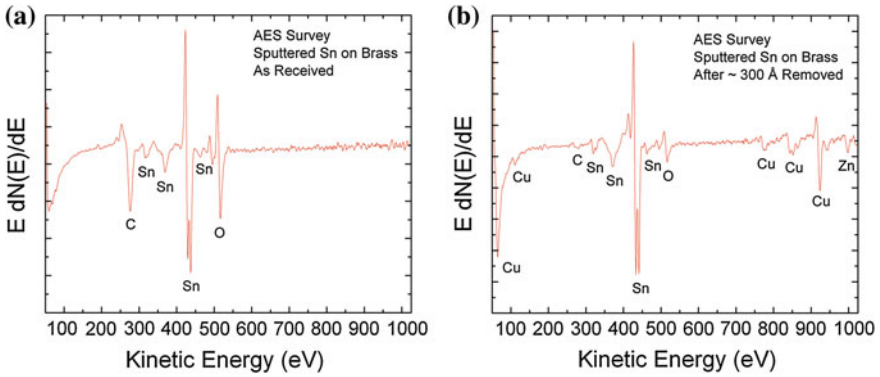 (a)
AES Survey
Sputtered Sn on Brass
As Received
E dN(E)/dE
C
Sn
Sn
Sn
Sn
O
100 200 300 400 500 600 700 800 900 1000
Kinetic Energy (eV)
(b)
AES Survey
Sputtered Sn on Brass
After ~ 300 Å Removed
E dN(E)/dE
Cu
Cu
C
Sn
Sn
Sn
Sn
O
Cu
Cu
Cu
Zn
100 200 300 400 500 600 700 800 900 1000
Kinetic Energy (eV)